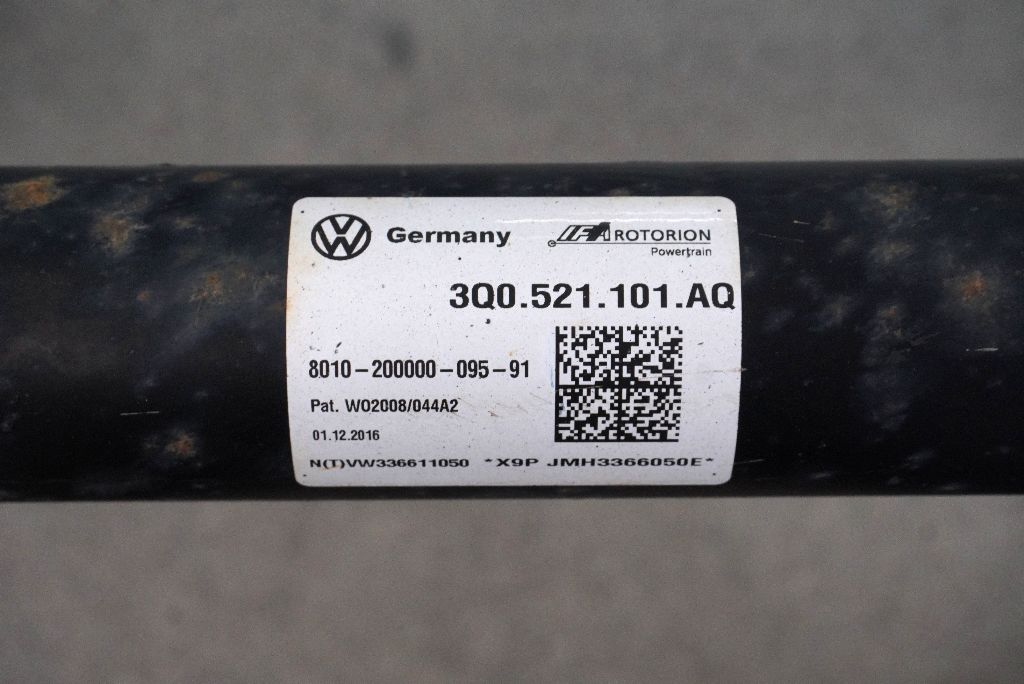 Germany IFA ROTORION
Powertrain
3Q0.521.101.AQ
8010-200000-095-91
Pat. WO2008/044A2
01.12.2016
N(T)VW336611050 *X9P JMH3366050E*